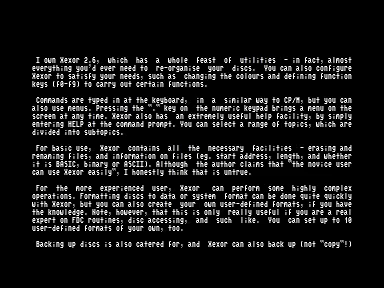 I own Xexor 2.6, which has a whole feast of utilities - in fact, almost
everything you'd ever need to re-organise your discs. You can also configure
Xexor to satisfy your needs, such as changing the colours and defining function
keys (f0-f9) to carry out certain functions.
Commands are typed in at the keyboard, in a similar way to CP/M, but you can
also use menus. Pressing the "." key on the numeric keypad brings a menu on the
screen at any time. Xexor also has an extremely useful help facility, by simply
entering HELP at the command prompt. You can select a range of topics, which are
divided into subtopics.
For basic use, Xexor contains all the necessary facilities - erasing and
renaming files, and information on files (eg. start address, length, and whether
it is BASIC, binary or ASCII). Although the author claims that "the novice user
can use Xexor easily", I honestly think that is untrue.
For the more experienced user, Xexor can perform some highly complex
operations. Formatting discs to data or system format can be done quite quickly
with Xexor, but you can also create your own user-defined formats, if you have
the knowledge. Note, however, that this is only really useful if you are a real
expert on FDC routines, disc accessing, and such like. You can set up to 10
user-defined formats of your own, too.
Backing up discs is also catered for, and Xexor can also back up (not "copy"!)